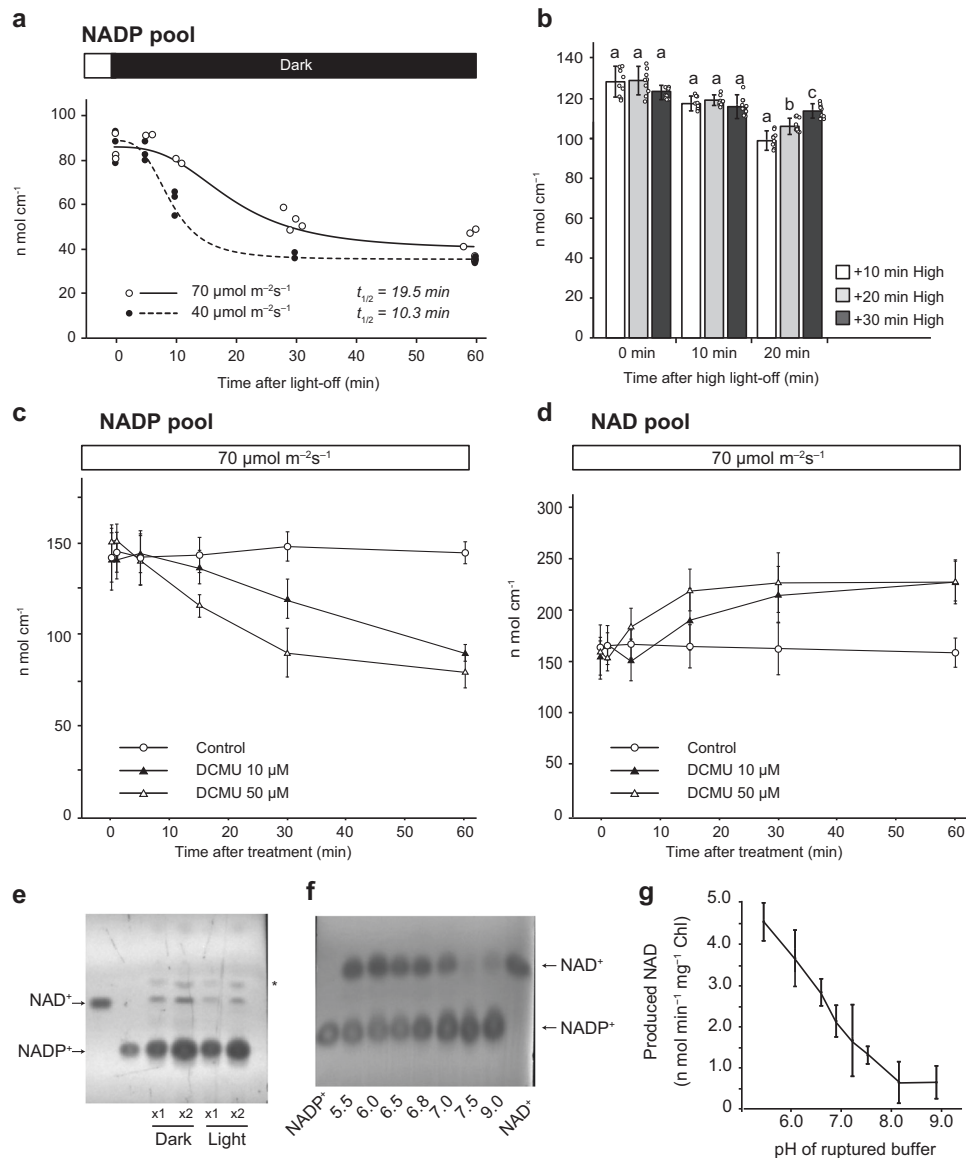 a
NADP pool
Dark
n mol cm⁻¹
100
80
60
40
20
0
70 µmol m⁻²s⁻¹
t1/2 = 19.5 min
40 µmol m⁻²s⁻¹
t1/2 = 10.3 min
0 10 20 30 40 50 60
Time after light-off (min)
b
n mol cm⁻¹
140
120
100
80
60
40
20
0
a a a
a a a
a b c
+10 min High
+20 min High
+30 min High
0 min 10 min 20 min
Time after high light-off (min)
c
NADP pool
70 µmol m⁻²s⁻¹
n mol cm⁻¹
150
100
50
0
Control
DCMU 10 µM
DCMU 50 µM
0 10 20 30 40 50 60
Time after treatment (min)
d
NAD pool
70 µmol m⁻²s⁻¹
n mol cm⁻¹
300
250
200
150
100
50
0
Control
DCMU 10 µM
DCMU 50 µM
0 10 20 30 40 50 60
Time after treatment (min)
e
*
NAD⁺→
NADP⁺→
x1 x2 x1 x2
Dark Light
f
←NAD⁺
←NADP⁺
NADP⁺ 5.5 6.0 6.5 6.8 7.0 7.5 9.0 NAD⁺
g
Produced NAD
(n mol min⁻¹ mg⁻¹ Chl)
5.0
4.0
3.0
2.0
1.0
0
6.0 7.0 8.0 9.0
pH of ruptured buffer